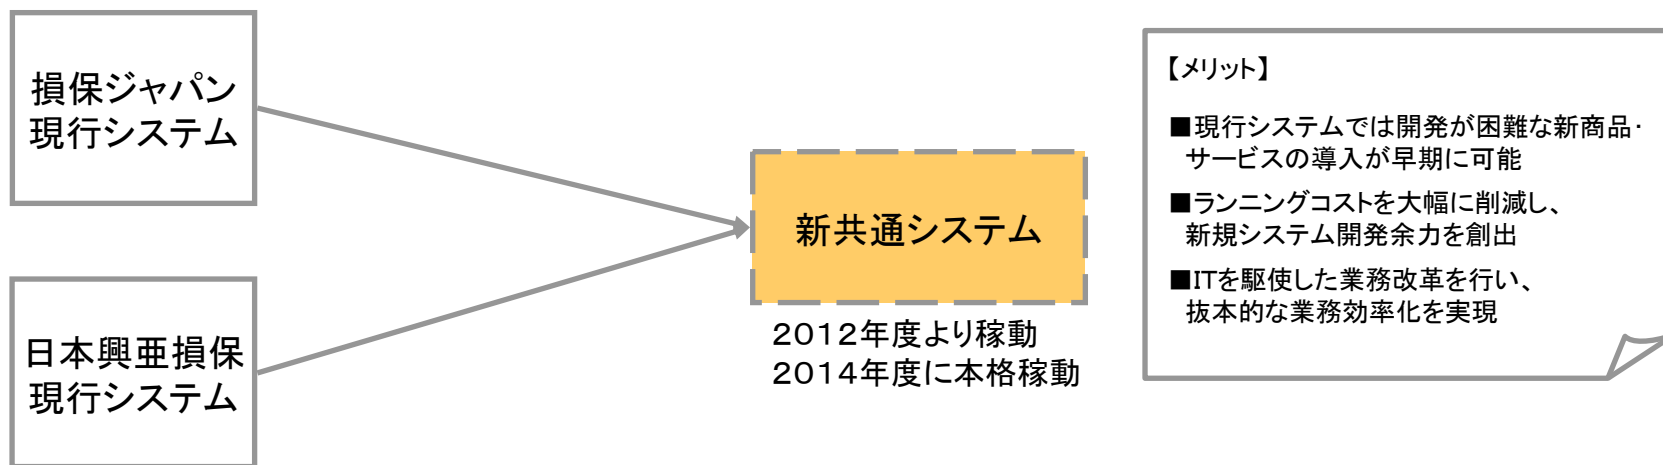 損保ジャパン
現行システム
日本興亜損保
現行システム
新共通システム
2012年度より稼動
2014年度に本格稼動
【メリット】
■現行システムでは開発が困難な新商品・
サービスの導入が早期に可能
■ランニングコストを大幅に削減し、
新規システム開発余力を創出
■ITを駆使した業務改革を行い、
抜本的な業務効率化を実現